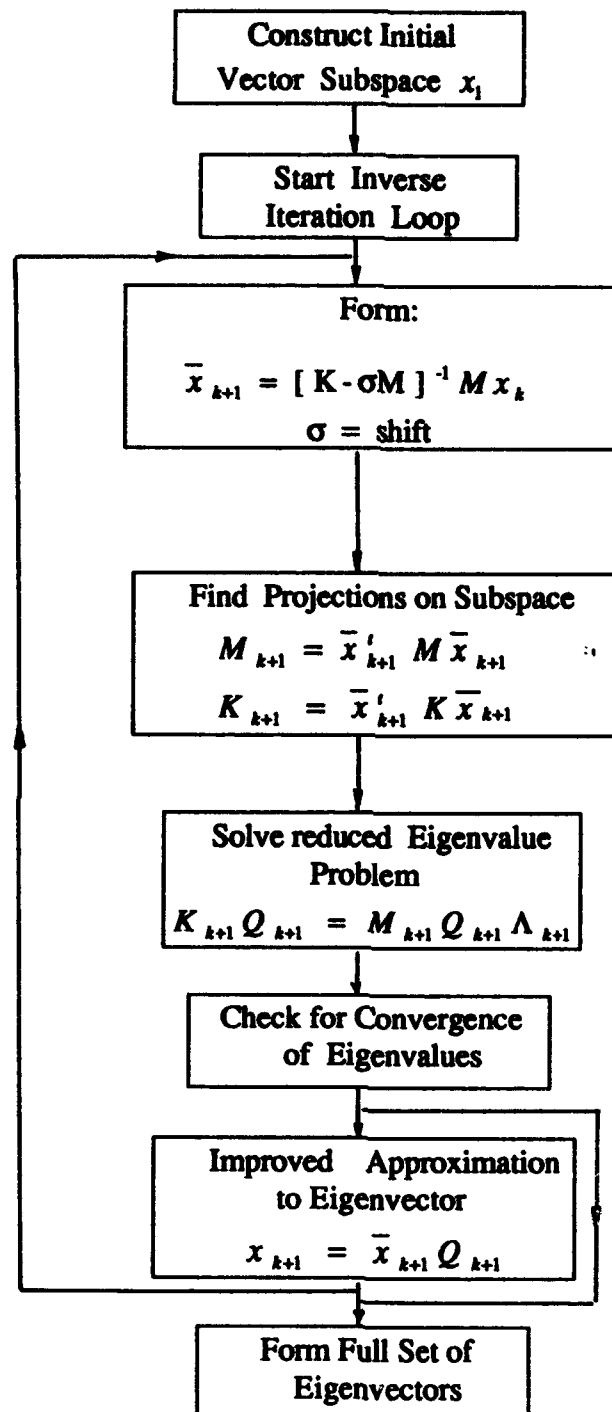 Construct Initial
Vector Subspace x₁
Start Inverse
Iteration Loop
Form:
x̄ₖ₊₁ = [ K - σM ]⁻¹ M xₖ
σ = shift
Find Projections on Subspace
Mₖ₊₁ = x̄ᵗₖ₊₁ M x̄ₖ₊₁
Kₖ₊₁ = x̄ᵗₖ₊₁ K x̄ₖ₊₁
Solve reduced Eigenvalue
Problem
Kₖ₊₁ Qₖ₊₁ = Mₖ₊₁ Qₖ₊₁ Λₖ₊₁
Check for Convergence
of Eigenvalues
Improved Approximation
to Eigenvector
xₖ₊₁ = x̄ₖ₊₁ Qₖ₊₁
Form Full Set of
Eigenvectors